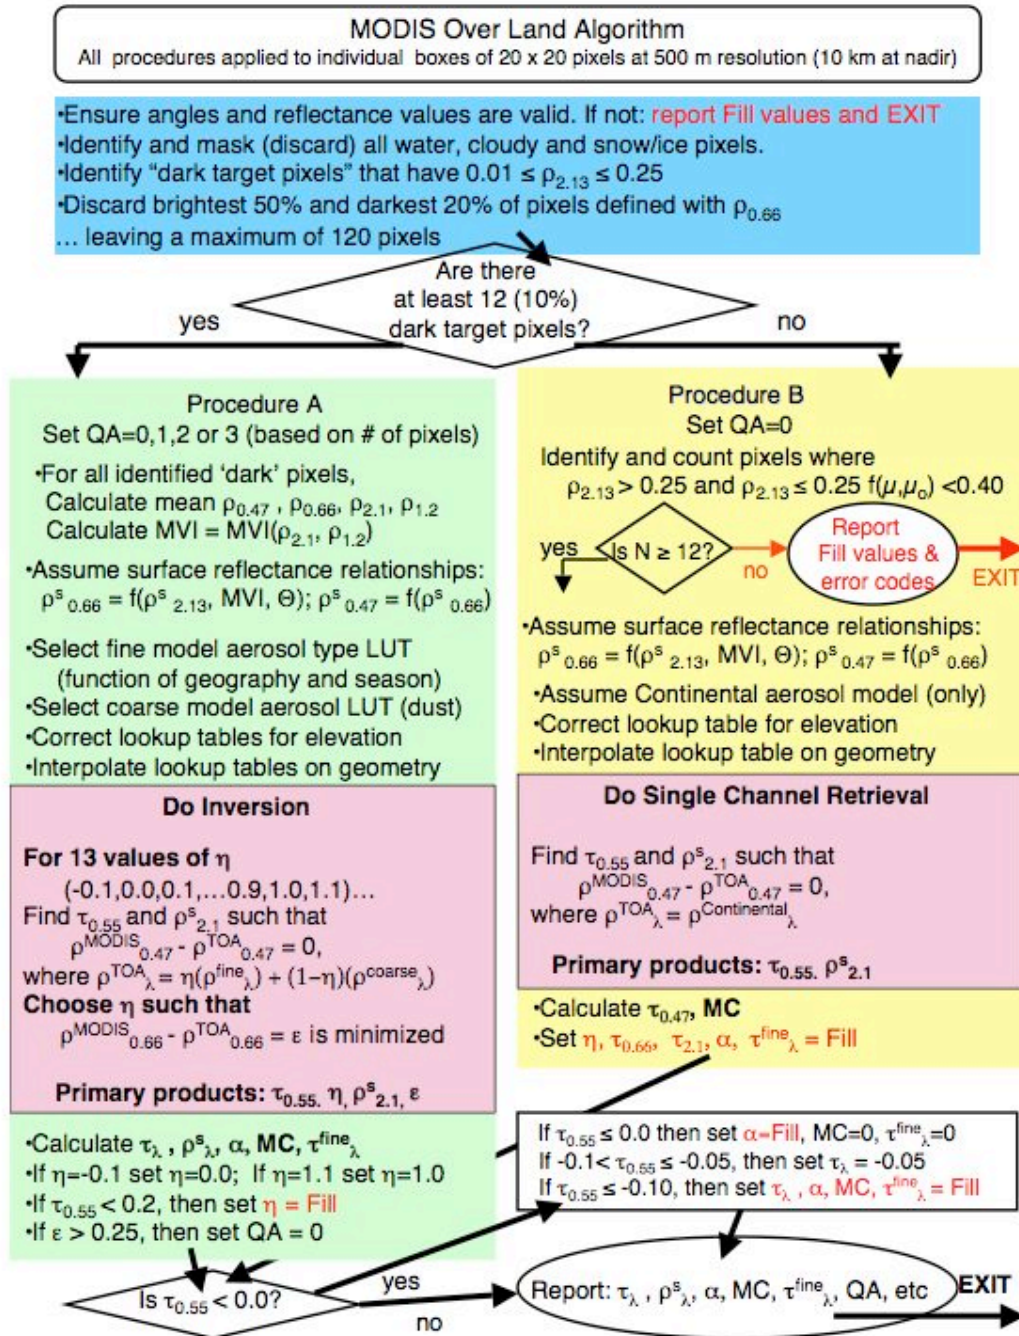 MODIS Over Land Algorithm
All procedures applied to individual boxes of 20 x 20 pixels at 500 m resolution (10 km at nadir)
•Ensure angles and reflectance values are valid. If not: report Fill values and EXIT
•Identify and mask (discard) all water, cloudy and snow/ice pixels.
•Identify “dark target pixels” that have 0.01 ≤ ρ2.13 ≤ 0.25
•Discard brightest 50% and darkest 20% of pixels defined with ρ0.66
... leaving a maximum of 120 pixels
Are there
at least 12 (10%)
dark target pixels?
yes
no
Procedure A
Set QA=0,1,2 or 3 (based on # of pixels)
•For all identified ‘dark’ pixels,
Calculate mean ρ0.47 , ρ0.66, ρ2.1, ρ1.2
Calculate MVI = MVI(ρ2.1, ρ1.2)
•Assume surface reflectance relationships:
ρs 0.66 = f(ρs 2.13, MVI, Θ); ρs 0.47 = f(ρs 0.66)
•Select fine model aerosol type LUT
(function of geography and season)
•Select coarse model aerosol LUT (dust)
•Correct lookup tables for elevation
•Interpolate lookup tables on geometry
Do Inversion
For 13 values of η
(-0.1,0.0,0.1,...0.9,1.0,1.1)...
Find τ0.55 and ρs2.1 such that
ρMODIS0.47 - ρTOA0.47 = 0,
where ρTOAλ = η(ρfineλ) + (1-η)(ρcoarseλ)
Choose η such that
ρMODIS0.66 - ρTOA0.66 = ε is minimized
Primary products: τ0.55, η, ρs2.1, ε
•Calculate τλ , ρsλ, α, MC, τfineλ
•If η=-0.1 set η=0.0; If η=1.1 set η=1.0
•If τ0.55 < 0.2, then set η = Fill
•If ε > 0.25, then set QA = 0
Is τ0.55 < 0.0?
yes
no
Procedure B
Set QA=0
Identify and count pixels where
ρ2.13 > 0.25 and ρ2.13 ≤ 0.25 f(μ,μo) <0.40
yes
Is N ≥ 12?
no
Report
Fill values &
error codes
EXIT
•Assume surface reflectance relationships:
ρs 0.66 = f(ρs 2.13, MVI, Θ); ρs 0.47 = f(ρs 0.66)
•Assume Continental aerosol model (only)
•Correct lookup table for elevation
•Interpolate lookup table on geometry
Do Single Channel Retrieval
Find τ0.55 and ρs2.1 such that
ρMODIS0.47 - ρTOA0.47 = 0,
where ρTOAλ = ρContinentalλ
Primary products: τ0.55, ρs2.1
•Calculate τ0.47, MC
•Set η, τ0.66, τ2.1, α, τfineλ = Fill
If τ0.55 ≤ 0.0 then set α=Fill, MC=0, τfineλ=0
If -0.1< τ0.55 ≤ -0.05, then set τλ = -0.05
If τ0.55 ≤ -0.10, then set τλ , α, MC, τfineλ = Fill
Report: τλ , ρsλ, α, MC, τfineλ, QA, etc
EXIT